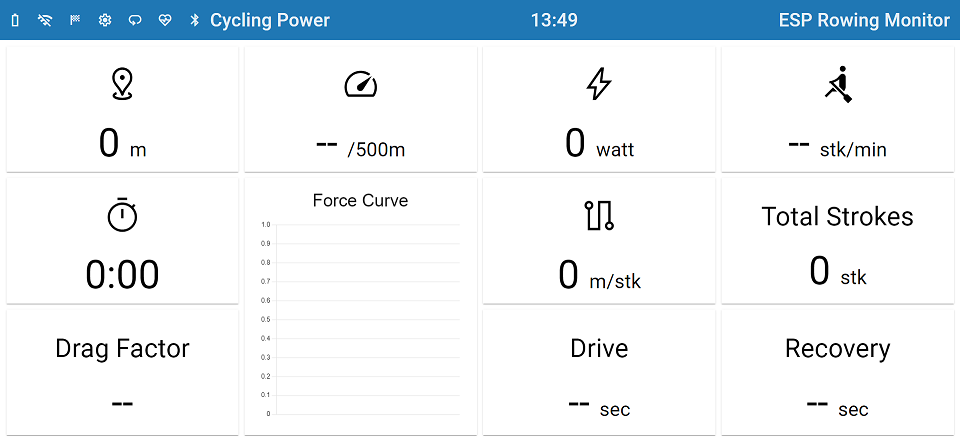 Cycling Power 13:49 ESP Rowing Monitor
0 m
-- /500m
0 watt
-- stk/min
0:00
Force Curve
1.0
0.9
0.8
0.7
0.6
0.5
0.4
0.3
0.2
0.1
0
0 m/stk
Total Strokes
0 stk
Drag Factor
--
Drive
-- sec
Recovery
-- sec